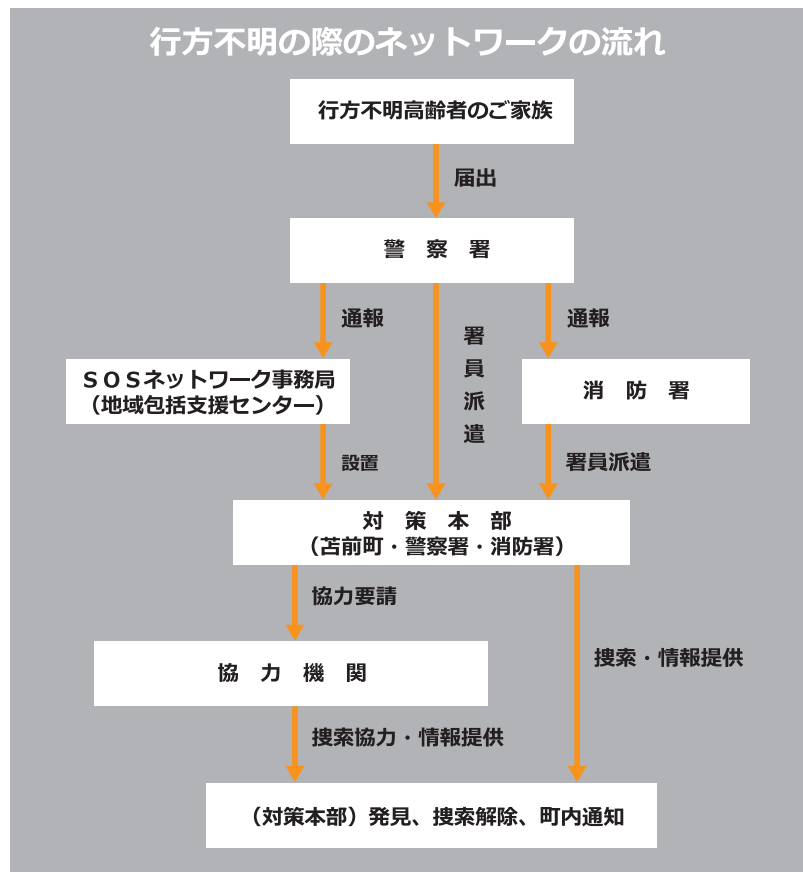 行方不明の際のネットワークの流れ
行方不明高齢者のご家族
届出
警　察　署
通報
署員派遣
通報
ＳＯＳネットワーク事務局
（地域包括支援センター）
消　防　署
設置
署員派遣
対　策　本　部
（苫前町・警察署・消防署）
協力要請
協　力　機　関
捜索・情報提供
捜索協力・情報提供
（対策本部）発見、捜索解除、町内通知